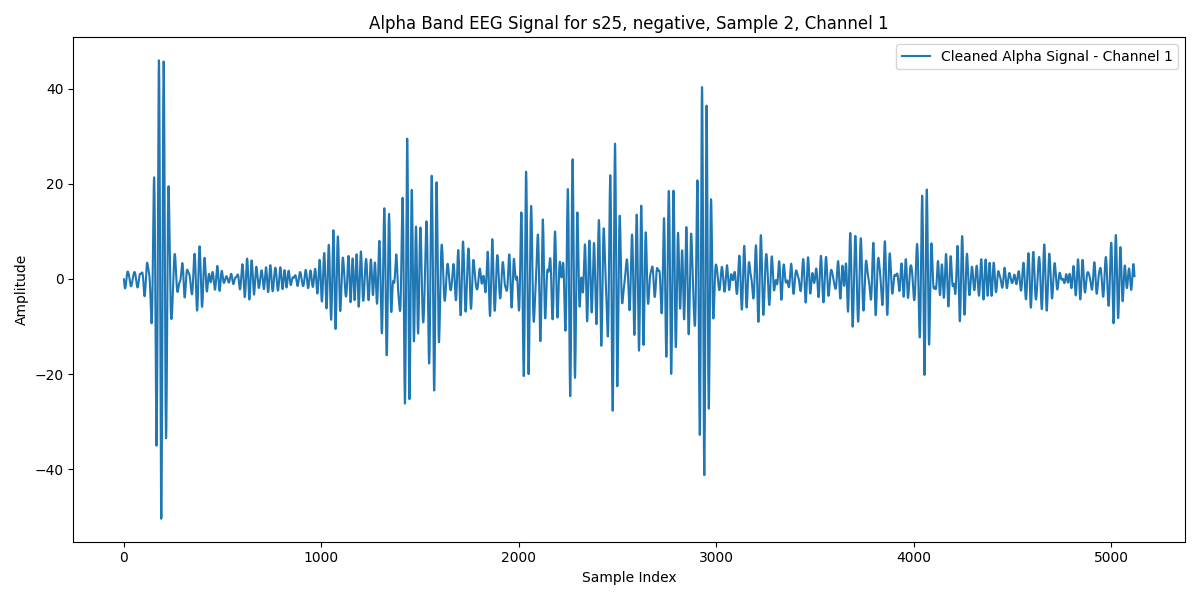 Alpha Band EEG Signal for s25, negative, Sample 2, Channel 1
Cleaned Alpha Signal - Channel 1
Amplitude
40
20
0
−20
−40
0
1000
2000
3000
4000
5000
Sample Index